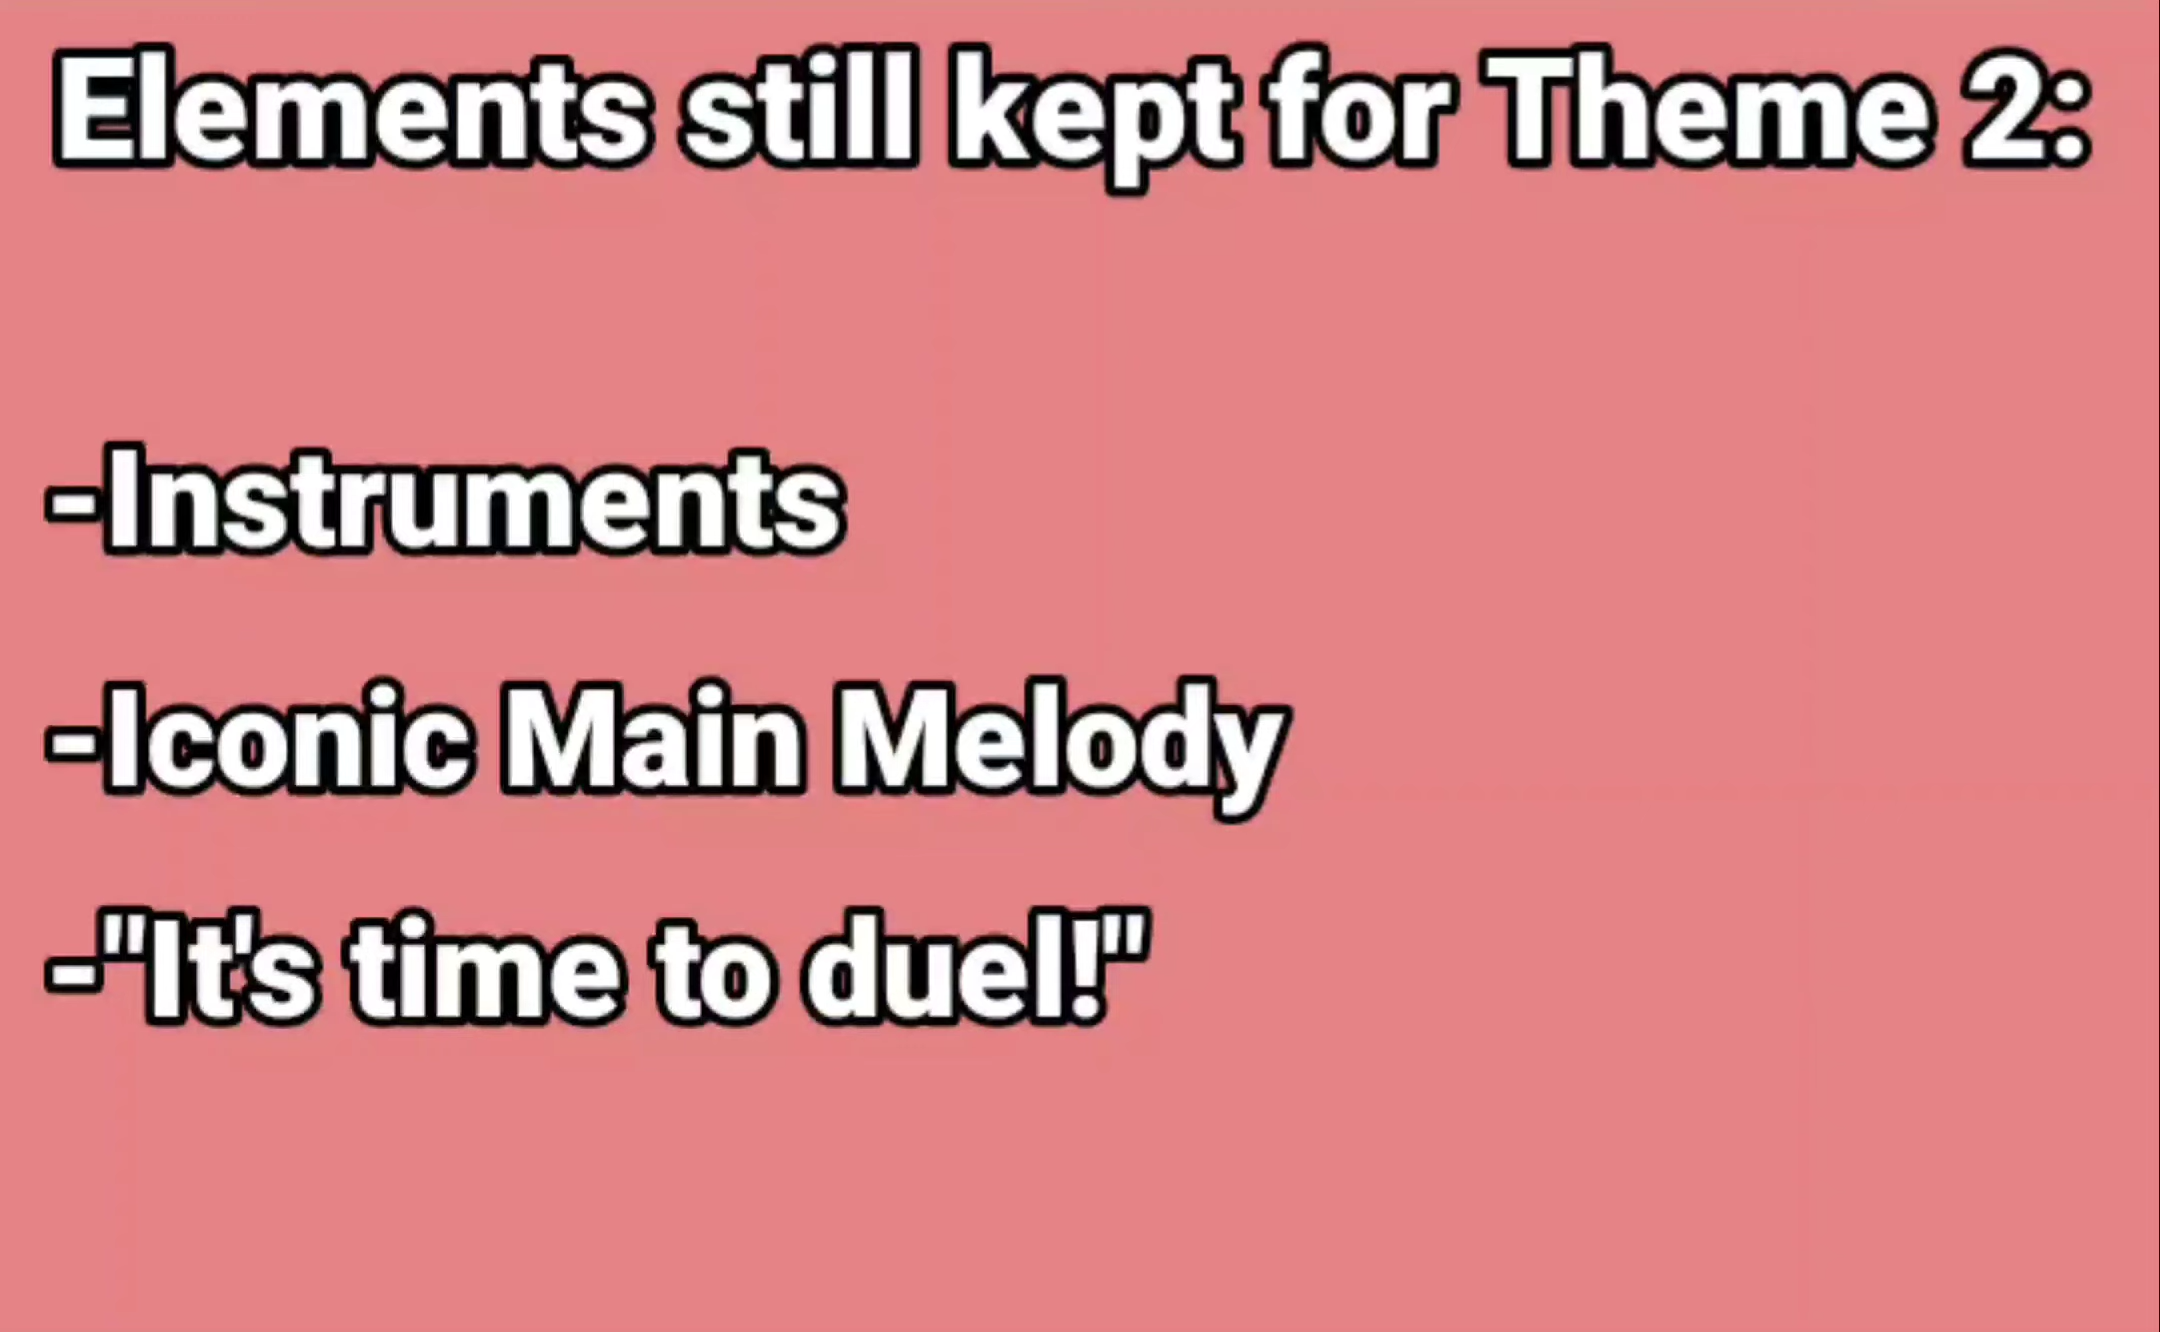 Elements still kept for Theme 2:
-Instruments
-Iconic Main Melody
-"It's time to duel!"